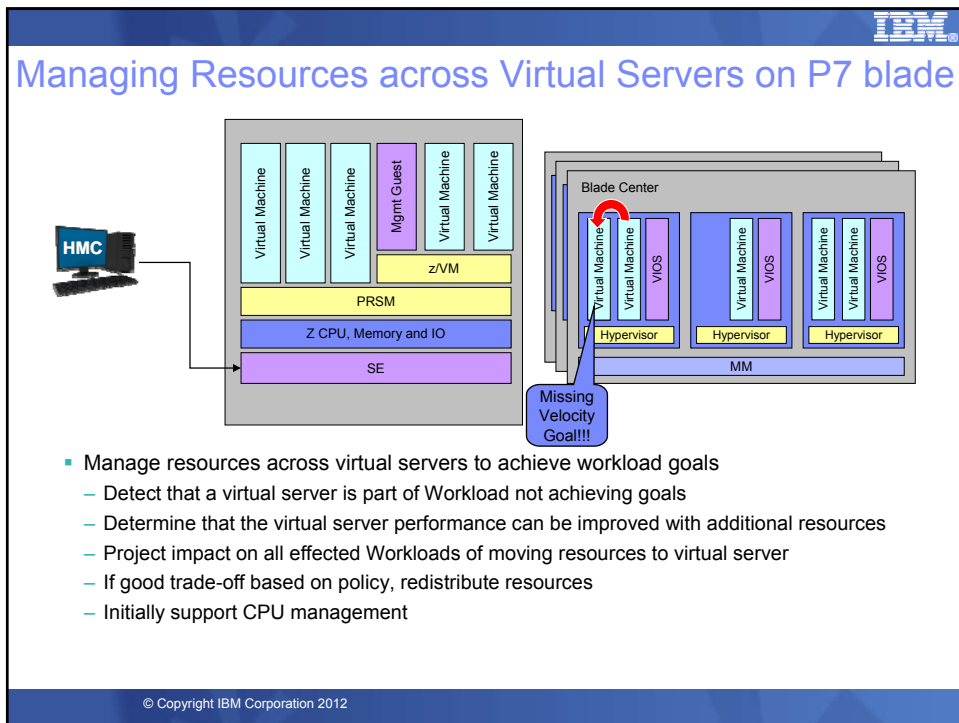 IBM®
Managing Resources across Virtual Servers on P7 blade
HMC
Virtual Machine
Virtual Machine
Virtual Machine
Mgmt Guest
Virtual Machine
Virtual Machine
z/VM
PRSM
Z CPU, Memory and IO
SE
Blade Center
Virtual Machine
Virtual Machine
VIOS
Hypervisor
Virtual Machine
VIOS
Hypervisor
Virtual Machine
Virtual Machine
VIOS
Hypervisor
MM
Missing
Velocity
Goal!!!
▪ Manage resources across virtual servers to achieve workload goals
– Detect that a virtual server is part of Workload not achieving goals
– Determine that the virtual server performance can be improved with additional resources
– Project impact on all effected Workloads of moving resources to virtual server
– If good trade-off based on policy, redistribute resources
– Initially support CPU management
© Copyright IBM Corporation 2012